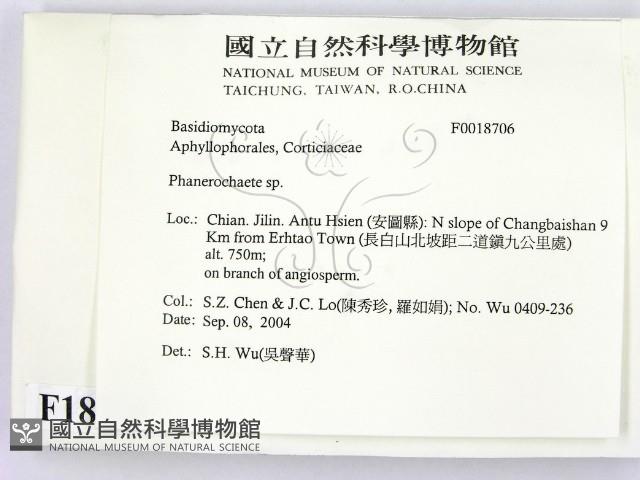 國立自然科學博物館
NATIONAL MUSEUM OF NATURAL SCIENCE
TAICHUNG, TAIWAN, R.O.CHINA
Basidiomycota F0018706
Aphyllophorales, Corticiaceae
Phanerochaete sp.
Loc.: Chian. Jilin. Antu Hsien (安圖縣): N slope of Changbaishan 9
Km from Erhtao Town (長白山北坡距二道鎮九公里處)
alt. 750m;
on branch of angiosperm.
Col.: S.Z. Chen & J.C. Lo(陳秀珍, 羅如娟); No. Wu 0409-236
Date: Sep. 08, 2004
Det.: S.H. Wu(吳聲華)
F18
國立自然科學博物館
NATIONAL MUSEUM OF NATURAL SCIENCE